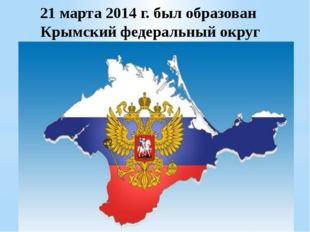 21 марта 2014 г. был образован
Крымский федеральный округ